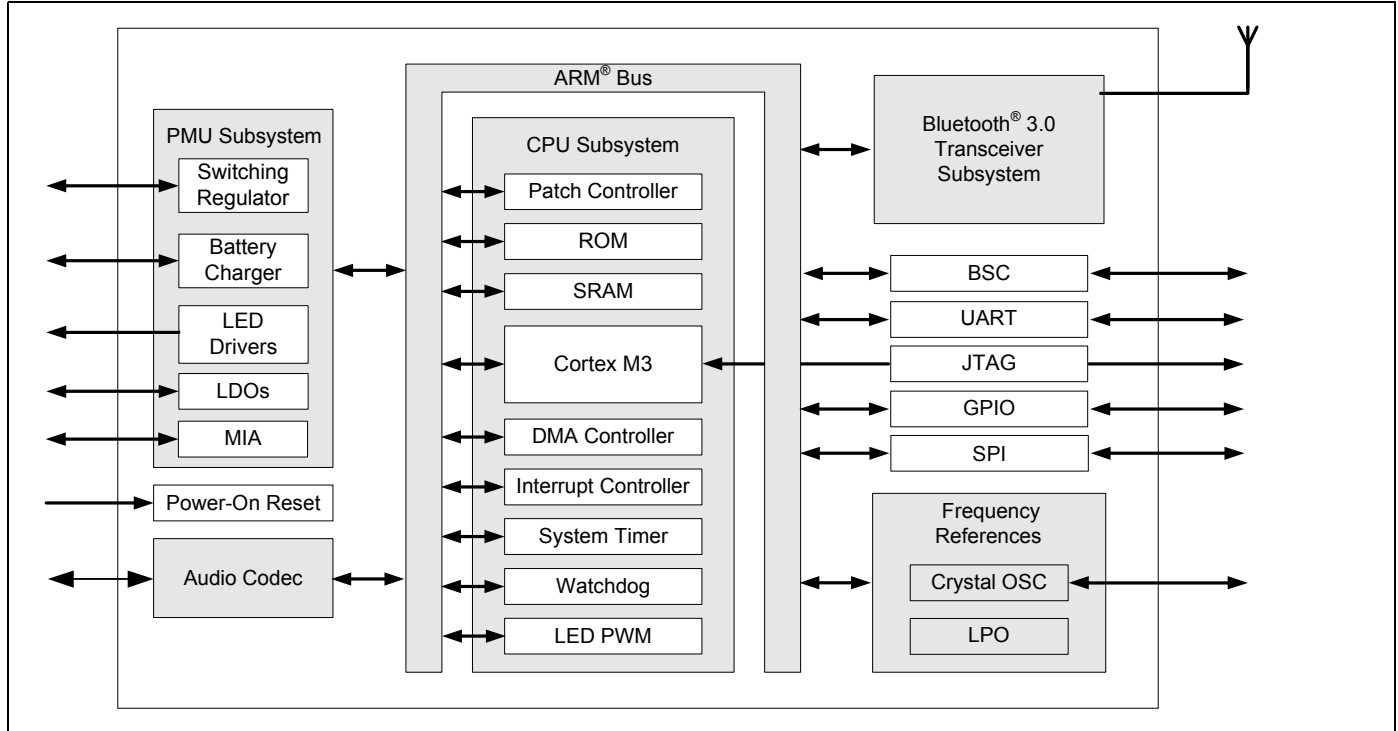 ARM® Bus
PMU Subsystem
Switching
Regulator
Battery
Charger
LED
Drivers
LDOs
MIA
Power-On Reset
Audio Codec
CPU Subsystem
Patch Controller
ROM
SRAM
Cortex M3
DMA Controller
Interrupt Controller
System Timer
Watchdog
LED PWM
Bluetooth® 3.0
Transceiver
Subsystem
BSC
UART
JTAG
GPIO
SPI
Frequency
References
Crystal OSC
LPO